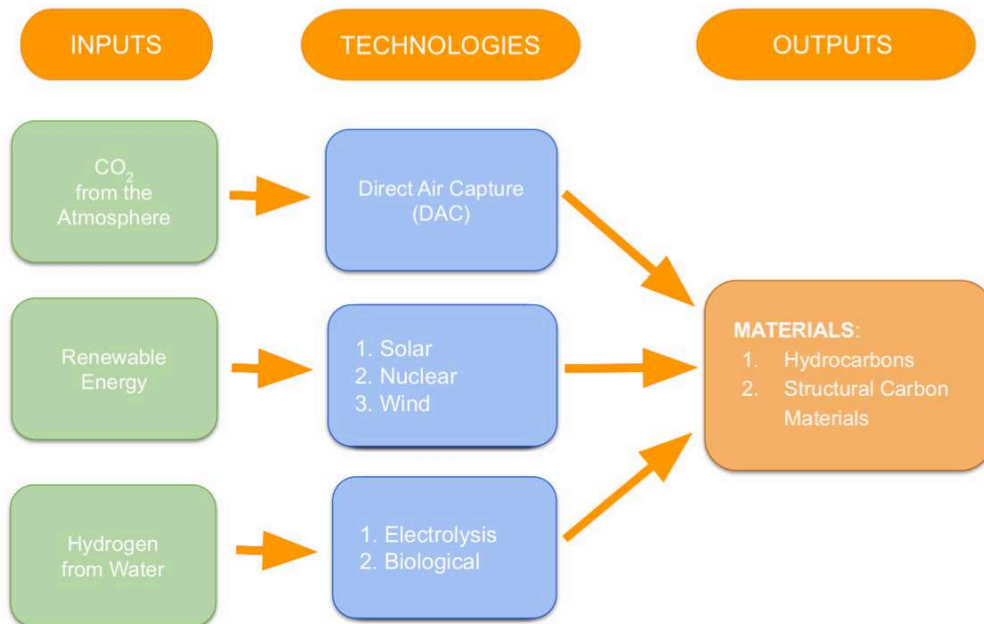 INPUTS
TECHNOLOGIES
OUTPUTS
CO₂
from the
Atmosphere
Direct Air Capture
(DAC)
Renewable
Energy
1. Solar
2. Nuclear
3. Wind
MATERIALS:
1. Hydrocarbons
2. Structural Carbon
Materials
Hydrogen
from Water
1. Electrolysis
2. Biological